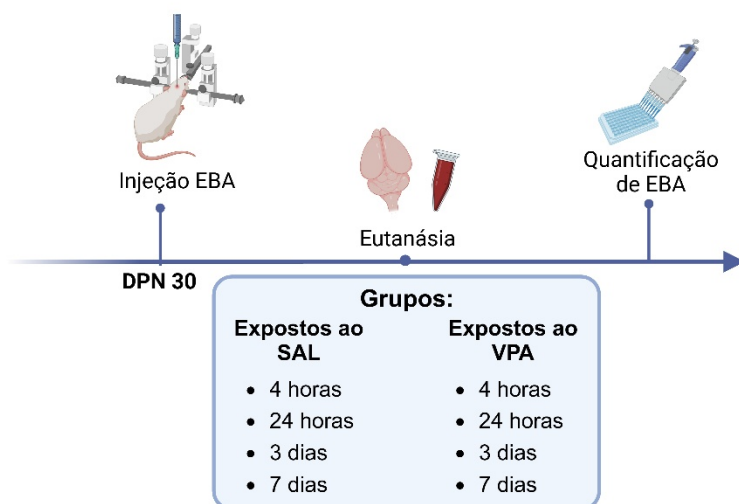 Injeção EBA
Eutanásia
Quantificação
de EBA
DPN 30
Grupos:
Expostos ao
SAL
• 4 horas
• 24 horas
• 3 dias
• 7 dias
Expostos ao
VPA
• 4 horas
• 24 horas
• 3 dias
• 7 dias